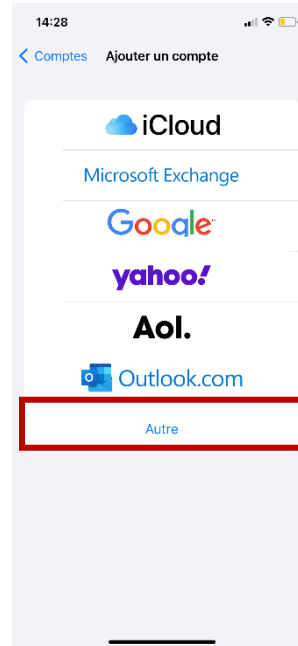 14:28
Comptes Ajouter un compte
iCloud
Microsoft Exchange
Google
yahoo!
Aol.
Outlook.com
Autre